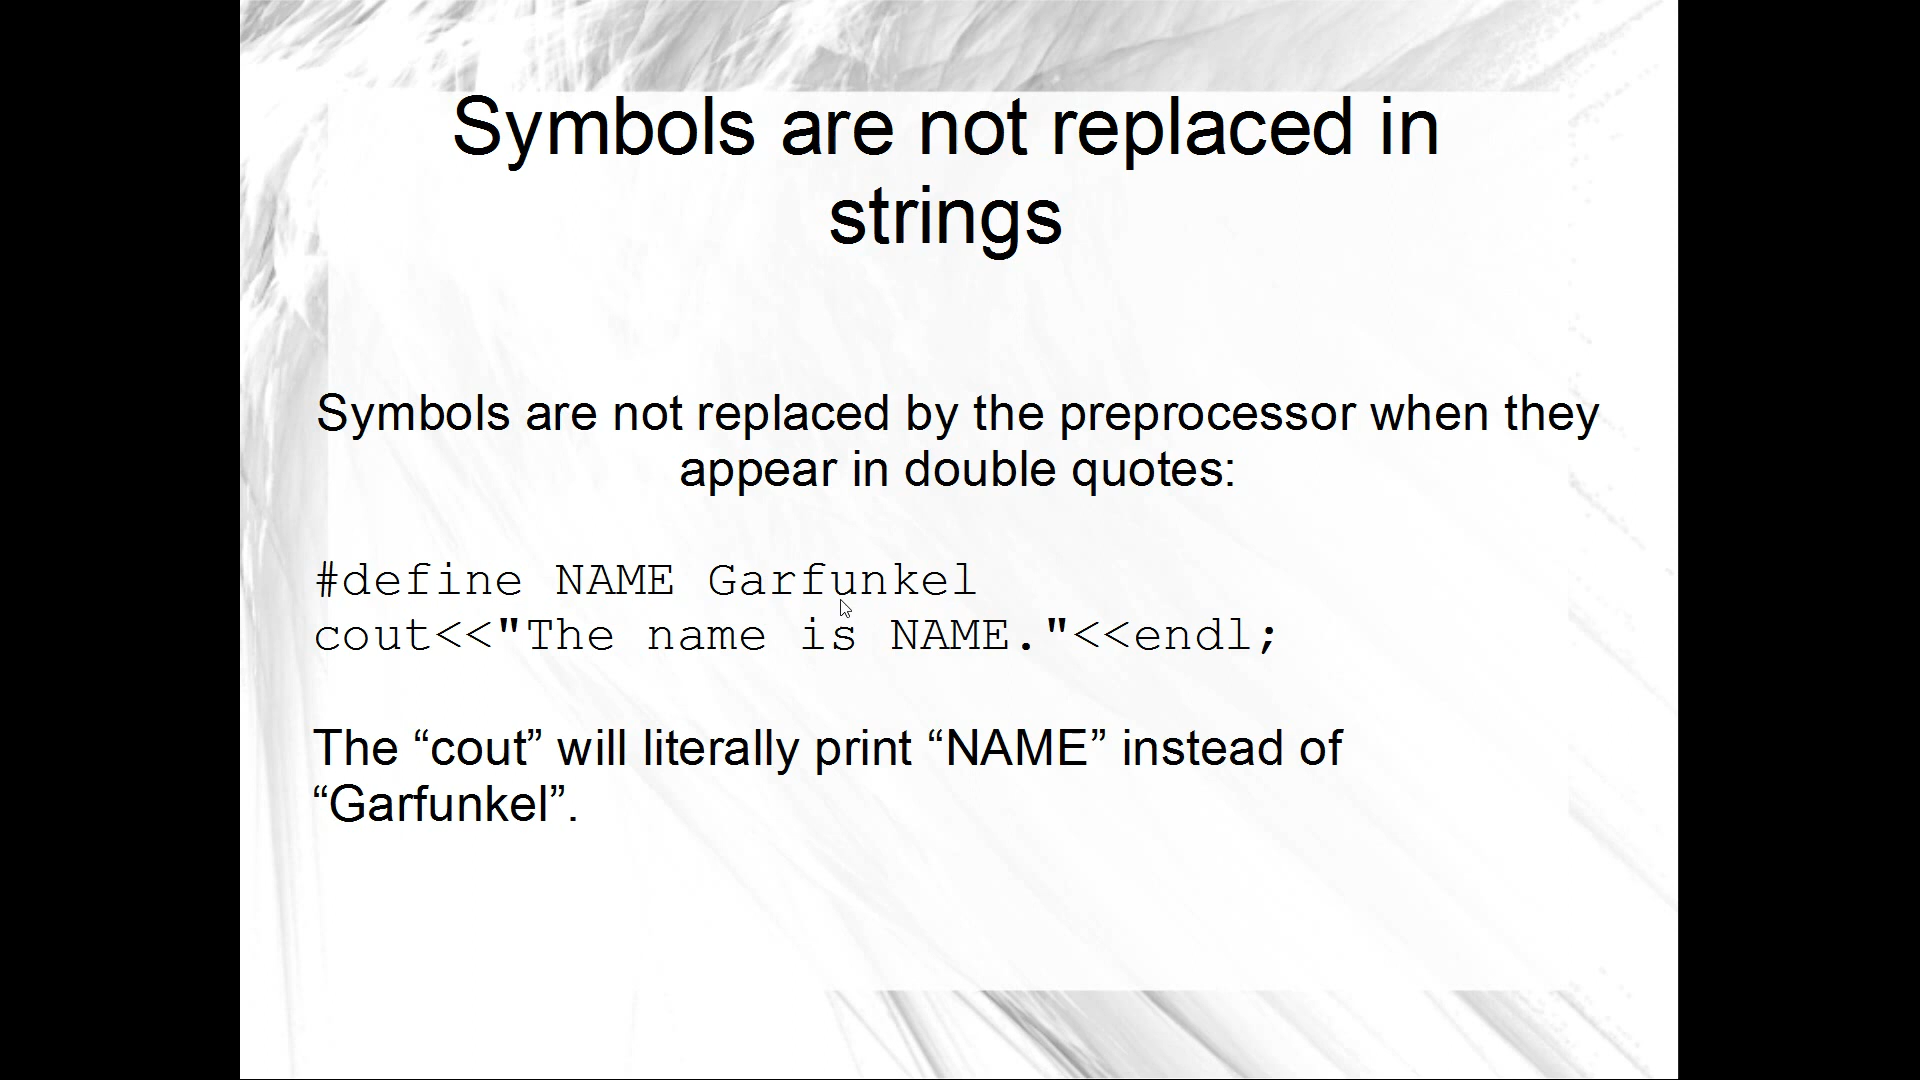 Symbols are not replaced in
strings
Symbols are not replaced by the preprocessor when they
appear in double quotes:
#define NAME Garfunkel
cout<<"The name is NAME."<<endl;
The “cout” will literally print “NAME” instead of
“Garfunkel”.